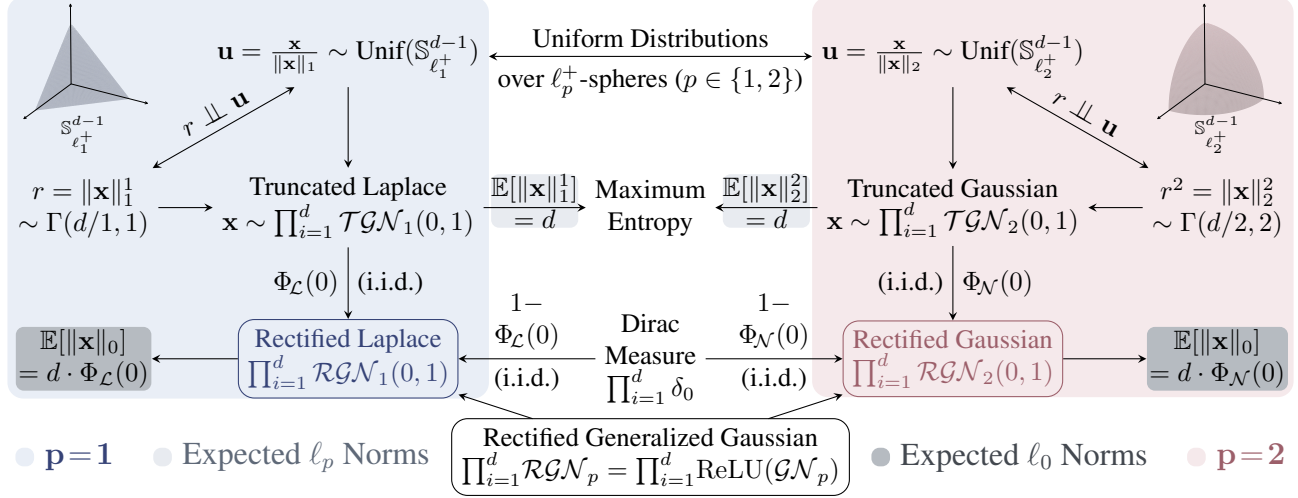 u = x/‖x‖₁ ∼ Unif(𝕊^{d−1}_{ℓ₁⁺})
Uniform Distributions
over ℓₚ⁺-spheres (p ∈ {1, 2})
u = x/‖x‖₂ ∼ Unif(𝕊^{d−1}_{ℓ₂⁺})
𝕊^{d−1}_{ℓ₁⁺}
r ⫫ u
r ⫫ u
𝕊^{d−1}_{ℓ₂⁺}
r = ‖x‖₁¹
∼ Γ(d/1, 1)
Truncated Laplace
x ∼ ∏ᵢ₌₁ᵈ 𝒯𝒢𝒩₁(0, 1)
𝔼[‖x‖₁¹]
= d
Maximum
Entropy
𝔼[‖x‖₂²]
= d
Truncated Gaussian
x ∼ ∏ᵢ₌₁ᵈ 𝒯𝒢𝒩₂(0, 1)
r² = ‖x‖₂²
∼ Γ(d/2, 2)
Φ_ℒ(0) (i.i.d.)
(i.i.d.) Φ_𝒩(0)
𝔼[‖x‖₀]
= d · Φ_ℒ(0)
Rectified Laplace
∏ᵢ₌₁ᵈ ℛ𝒢𝒩₁(0, 1)
1−
Φ_ℒ(0)
(i.i.d.)
Dirac
Measure
∏ᵢ₌₁ᵈ δ₀
1−
Φ_𝒩(0)
(i.i.d.)
Rectified Gaussian
∏ᵢ₌₁ᵈ ℛ𝒢𝒩₂(0, 1)
𝔼[‖x‖₀]
= d · Φ_𝒩(0)
Rectified Generalized Gaussian
∏ᵢ₌₁ᵈ ℛ𝒢𝒩ₚ = ∏ᵢ₌₁ᵈ ReLU(𝒢𝒩ₚ)
p = 1
Expected ℓₚ Norms
Expected ℓ₀ Norms
p = 2